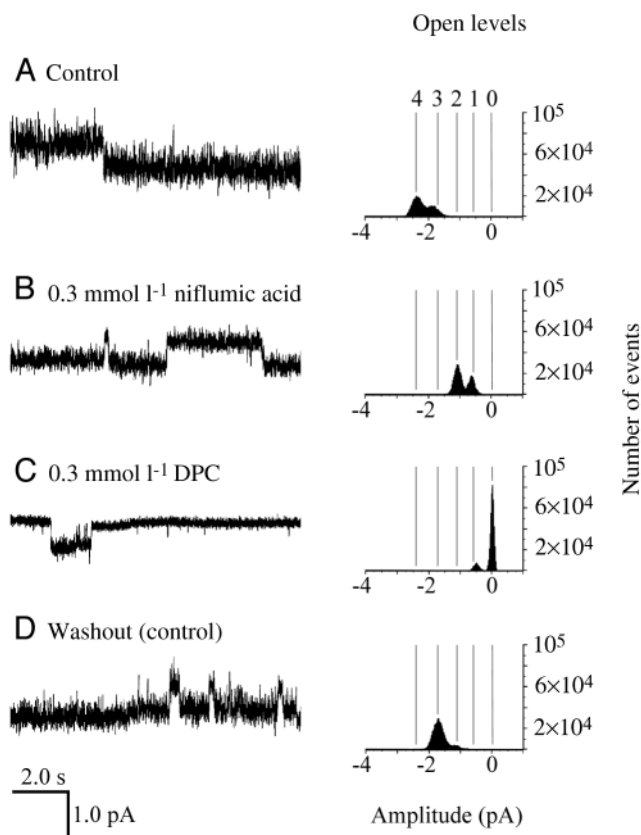 Open levels
A Control
4 3 2 1 0
10⁵
6×10⁴
2×10⁴
-4 -2 0
B 0.3 mmol l⁻¹ niflumic acid
10⁵
6×10⁴
2×10⁴
-4 -2 0
C 0.3 mmol l⁻¹ DPC
10⁵
6×10⁴
2×10⁴
-4 -2 0
D Washout (control)
10⁵
6×10⁴
2×10⁴
-4 -2 0
Number of events
2.0 s
1.0 pA
Amplitude (pA)